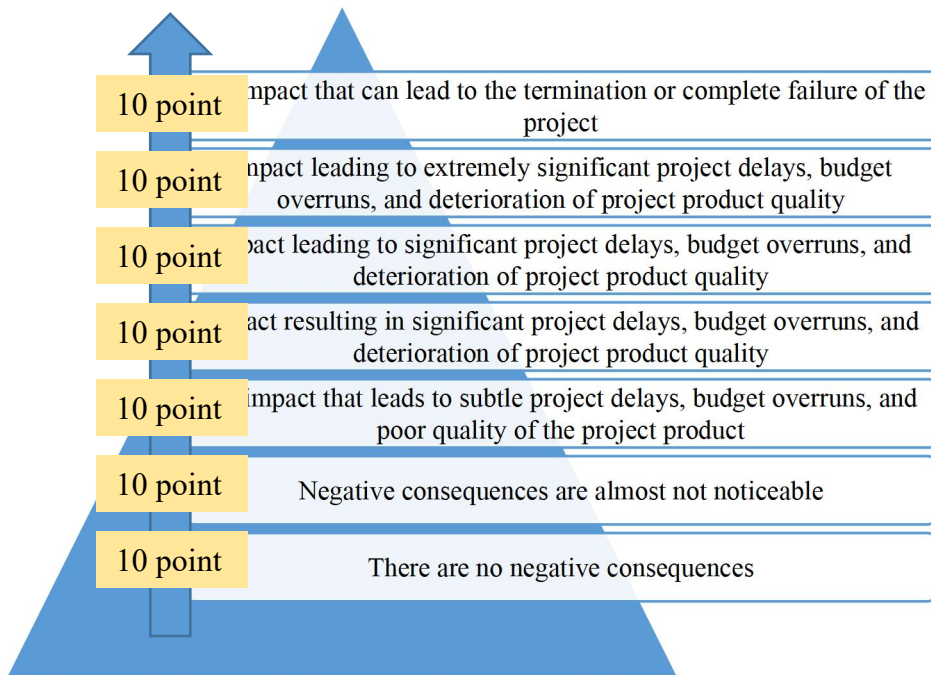 10 point
impact that can lead to the termination or complete failure of the
project
10 point
impact leading to extremely significant project delays, budget
overruns, and deterioration of project product quality
10 point
pact leading to significant project delays, budget overruns, and
deterioration of project product quality
10 point
act resulting in significant project delays, budget overruns, and
deterioration of project product quality
10 point
impact that leads to subtle project delays, budget overruns, and
poor quality of the project product
10 point
Negative consequences are almost not noticeable
10 point
There are no negative consequences